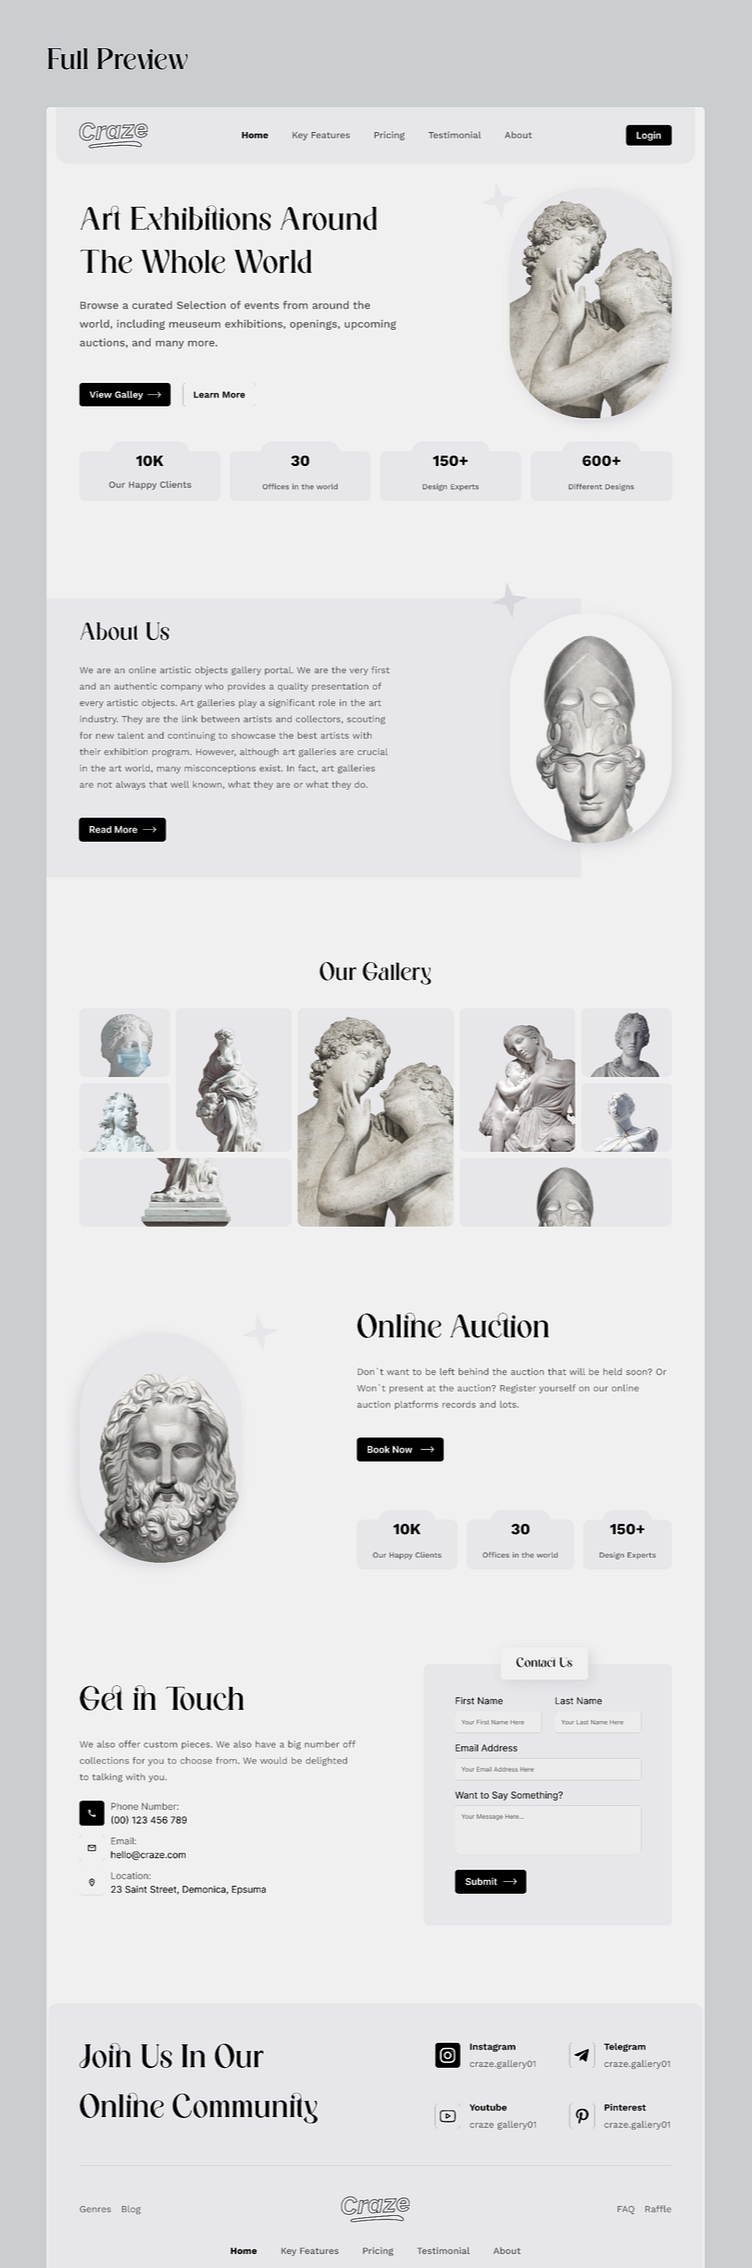 Full Preview
Craze
Home Key Features Pricing Testimonial About
Login
Art Exhibitions Around
The Whole World
Browse a curated Selection of events from around the
world, including meuseum exhibitions, openings, upcoming
auctions, and many more.
View Galley
Learn More
10K
Our Happy Clients
30
Offices in the world
150+
Design Experts
600+
Different Designs
About Us
We are an online artistic objects gallery portal. We are the very first
and an authentic company who provides a quality presentation of
every artistic objects. Art galleries play a significant role in the art
industry. They are the link between artists and collectors, scouting
for new talent and continuing to showcase the best artists with
their exhibition program. However, although art galleries are crucial
in the art world, many misconceptions exist. In fact, art galleries
are not always that well known, what they are or what they do.
Read More
Our Gallery
Online Auction
Don`t want to be left behind the auction that will be held soon? Or
Won`t present at the auction? Register yourself on our online
auction platforms records and lots.
Book Now
10K
Our Happy Clients
30
Offices in the world
150+
Design Experts
Get in Touch
We also offer custom pieces. We also have a big number off
collections for you to choose from. We would be delighted
to talking with you.
Phone Number:
(00) 123 456 789
Email:
hello@craze.com
Location:
23 Saint Street, Demonica, Epsuma
Contact Us
First Name
Last Name
Your First Name Here
Your Last Name Here
Email Address
Your Email Address Here
Want to Say Something?
Your Message Here...
Submit
Join Us In Our
Online Community
Instagram
craze.gallery01
Telegram
craze.gallery01
Youtube
craze gallery01
Pinterest
craze.gallery01
Genres Blog
Craze
FAQ Raffle
Home Key Features Pricing Testimonial About